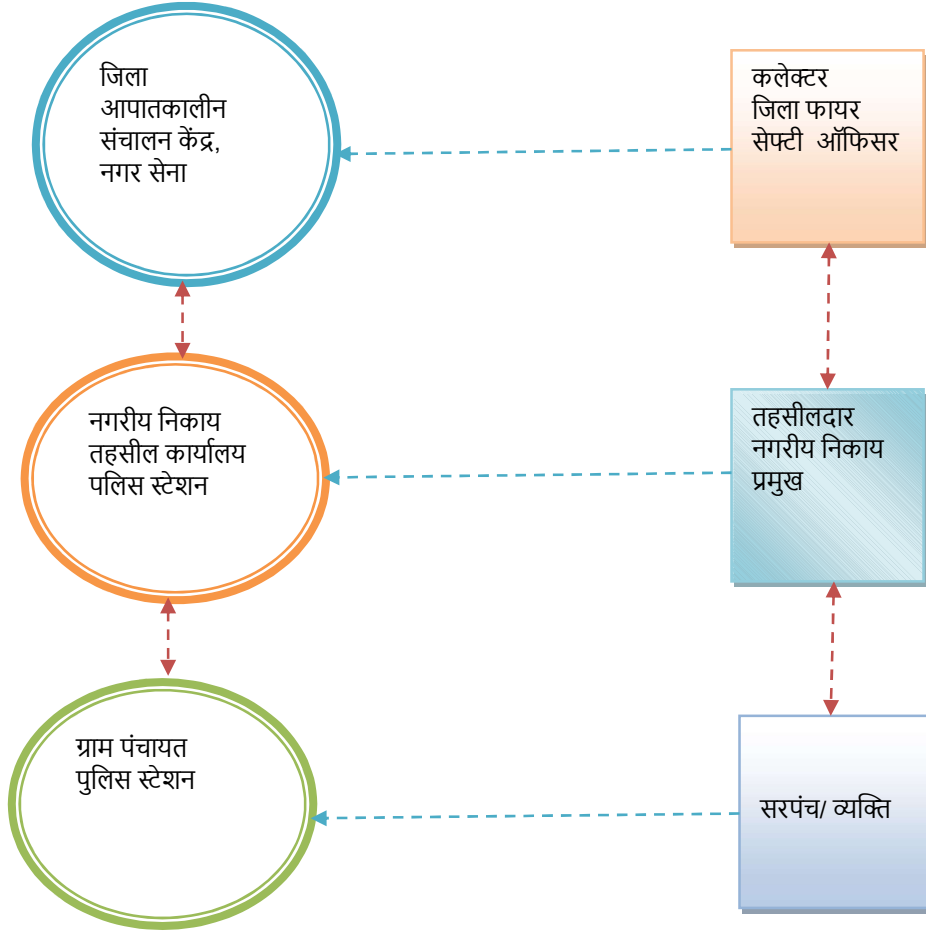 जिला
आपातकालीन
संचालन केंद्र,
नगर सेना
कलेक्टर
जिला फायर
सेफ्टी ऑफिसर
नगरीय निकाय
तहसील कार्यालय
पलिस स्टेशन
तहसीलदार
नगरीय निकाय
प्रमुख
ग्राम पंचायत
पुलिस स्टेशन
सरपंच/ व्यक्ति